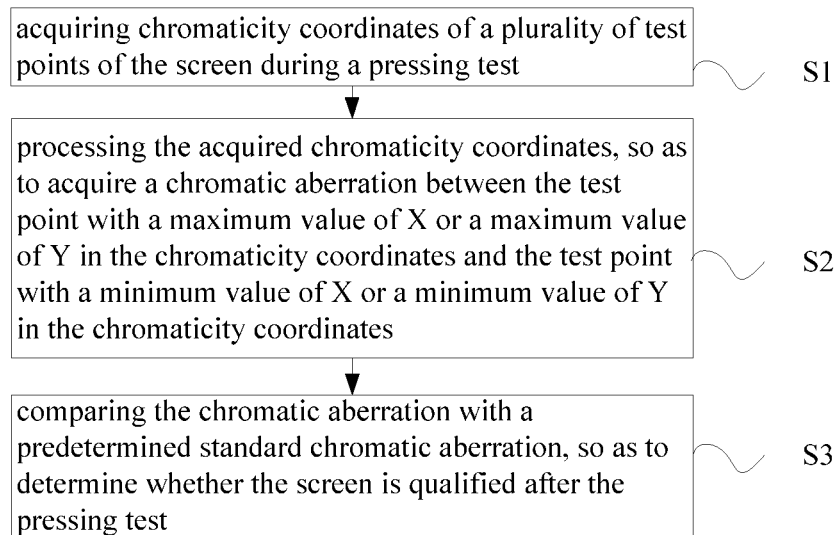 acquiring chromaticity coordinates of a plurality of test
points of the screen during a pressing test
S1
processing the acquired chromaticity coordinates, so as
to acquire a chromatic aberration between the test
point with a maximum value of X or a maximum value
of Y in the chromaticity coordinates and the test point
with a minimum value of X or a minimum value of Y
in the chromaticity coordinates
S2
comparing the chromatic aberration with a
predetermined standard chromatic aberration, so as to
determine whether the screen is qualified after the
pressing test
S3